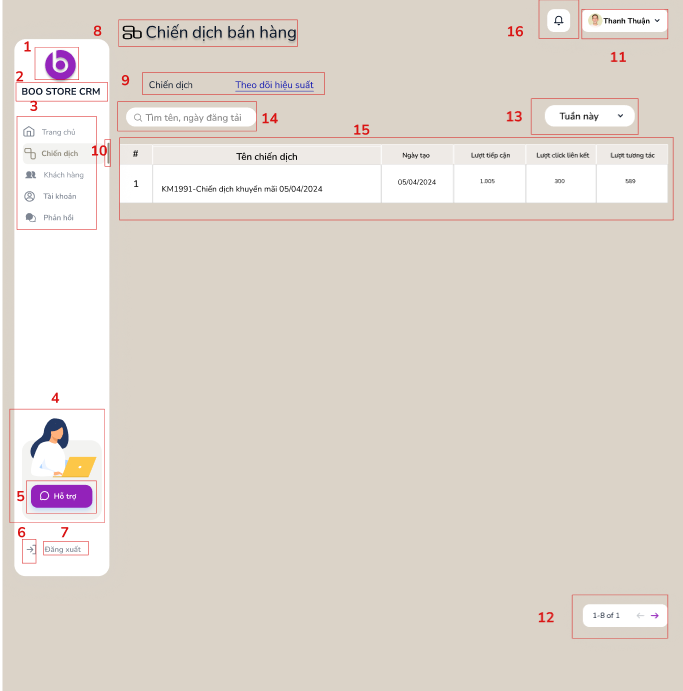 8
Chiến dịch bán hàng
16
Thanh Thuận
11
1
b
2
BOO STORE CRM
3
Trang chủ
Chiến dịch
10
Khách hàng
Tài khoản
Phản hồi
9
Chiến dịch
Theo dõi hiệu suất
Tìm tên, ngày đăng tải
14
13
Tuần này
15
# Tên chiến dịch Ngày tạo Lượt tiếp cận Lượt click liên kết Lượt tương tác
1 KM1991-Chiến dịch khuyến mãi 05/04/2024 05/04/2024 1,005 300 589
4
5
Hỗ trợ
6
7
Đăng xuất
12
1-8 of 1